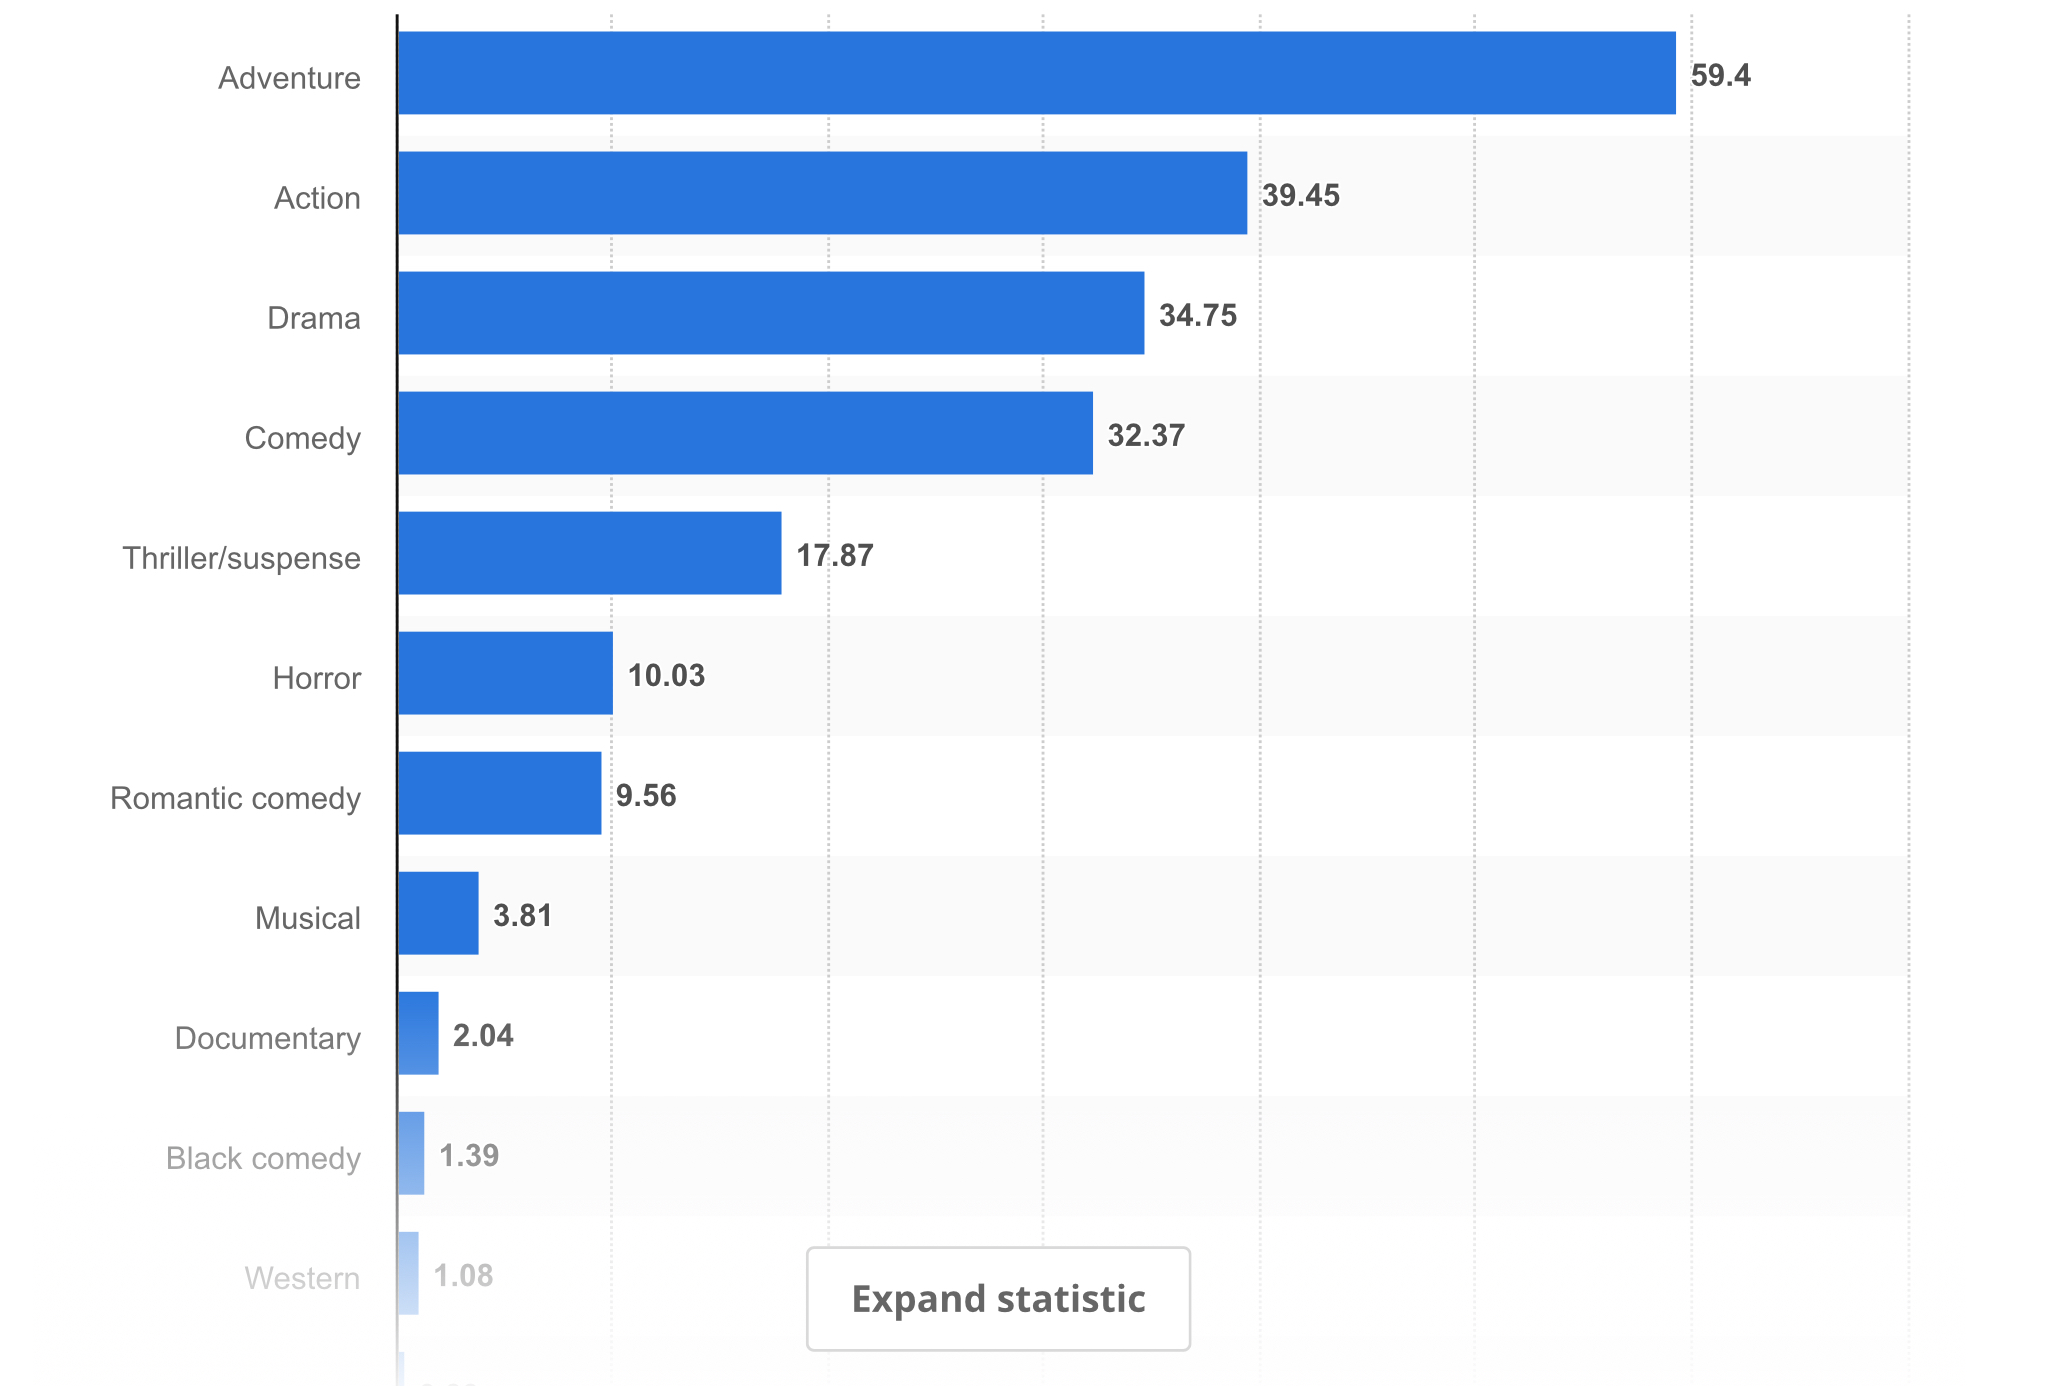 Adventure 59.4
Action 39.45
Drama 34.75
Comedy 32.37
Thriller/suspense 17.87
Horror 10.03
Romantic comedy 9.56
Musical 3.81
Documentary 2.04
Black comedy 1.39
Western 1.08
Expand statistic